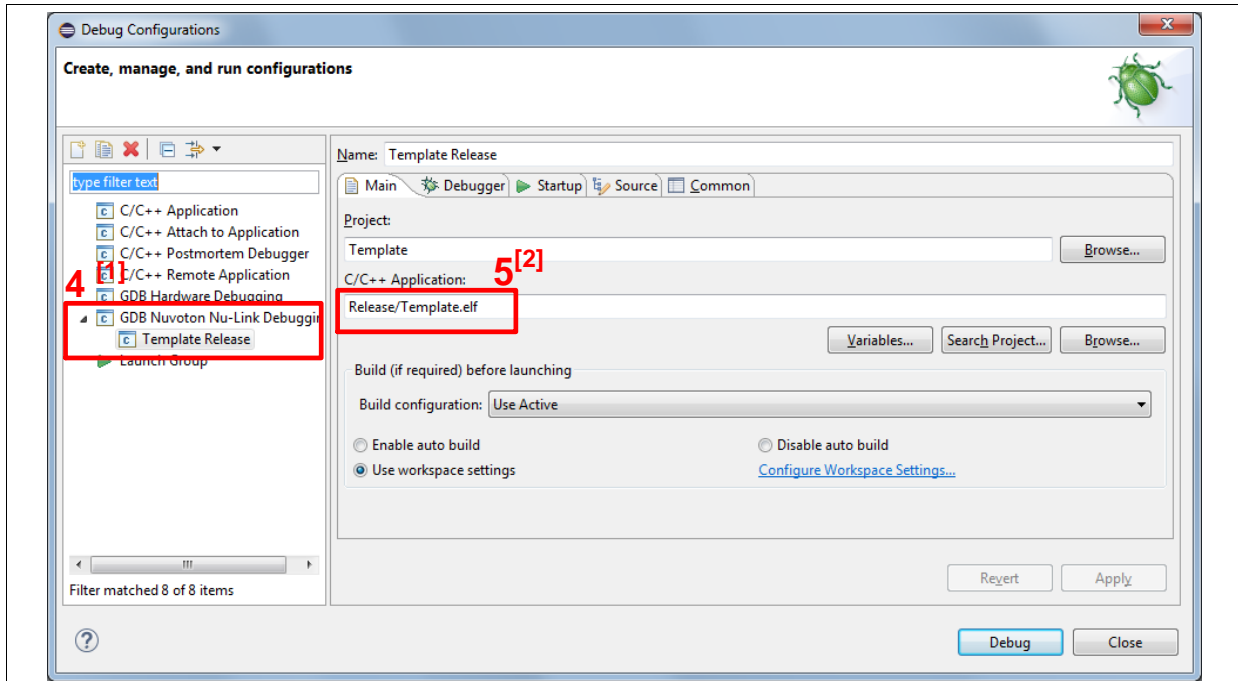 Debug Configurations
Create, manage, and run configurations
type filter text
C/C++ Application
C/C++ Attach to Application
C/C++ Postmortem Debugger
C/C++ Remote Application
GDB Hardware Debugging
GDB Nuvoton Nu-Link Debuggin
Template Release
Launch Group
4 [1]
Filter matched 8 of 8 items
Name: Template Release
Main Debugger Startup Source Common
Project:
Template Browse...
C/C++ Application:
5[2]
Release/Template.elf
Variables... Search Project... Browse...
Build (if required) before launching
Build configuration: Use Active
Enable auto build Disable auto build
Use workspace settings Configure Workspace Settings...
Revert Apply
Debug Close